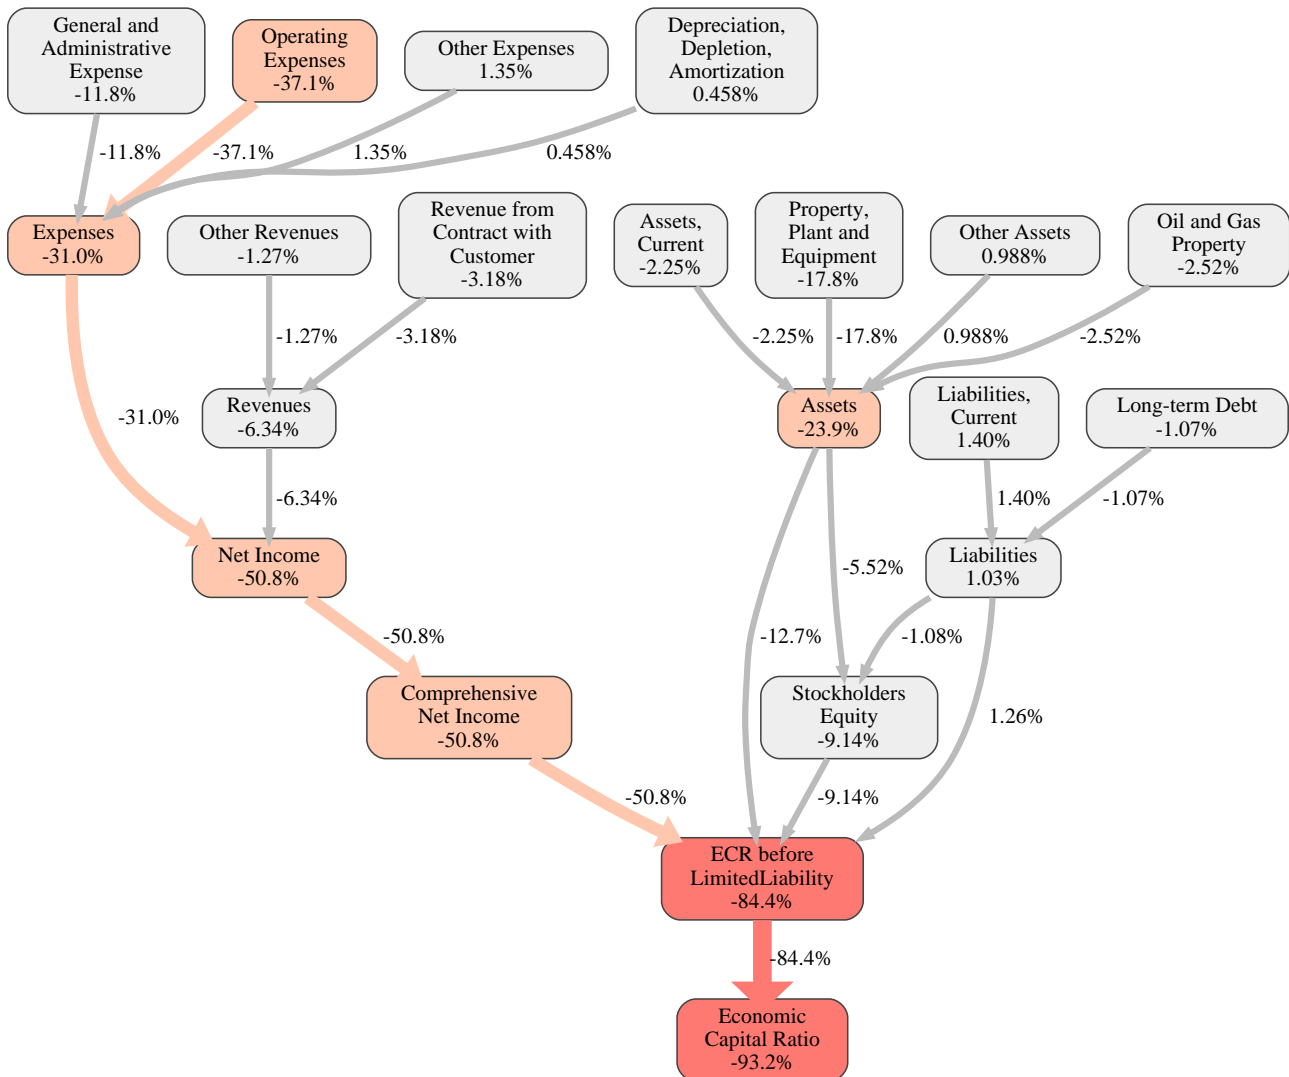 General and
Administrative
Expense
-11.8%
Operating
Expenses
-37.1%
Other Expenses
1.35%
Depreciation,
Depletion,
Amortization
0.458%
-11.8%
-37.1%
1.35%
0.458%
Expenses
-31.0%
Other Revenues
-1.27%
Revenue from
Contract with
Customer
-3.18%
Assets,
Current
-2.25%
Property,
Plant and
Equipment
-17.8%
Other Assets
0.988%
Oil and Gas
Property
-2.52%
-1.27%
-3.18%
-2.25%
-17.8%
0.988%
-2.52%
-31.0%
Revenues
-6.34%
Assets
-23.9%
Liabilities,
Current
1.40%
Long-term Debt
-1.07%
-6.34%
1.40%
-1.07%
Net Income
-50.8%
-5.52%
Liabilities
1.03%
-50.8%
-12.7%
-1.08%
Comprehensive
Net Income
-50.8%
Stockholders
Equity
-9.14%
1.26%
-50.8%
-9.14%
ECR before
LimitedLiability
-84.4%
-84.4%
Economic
Capital Ratio
-93.2%